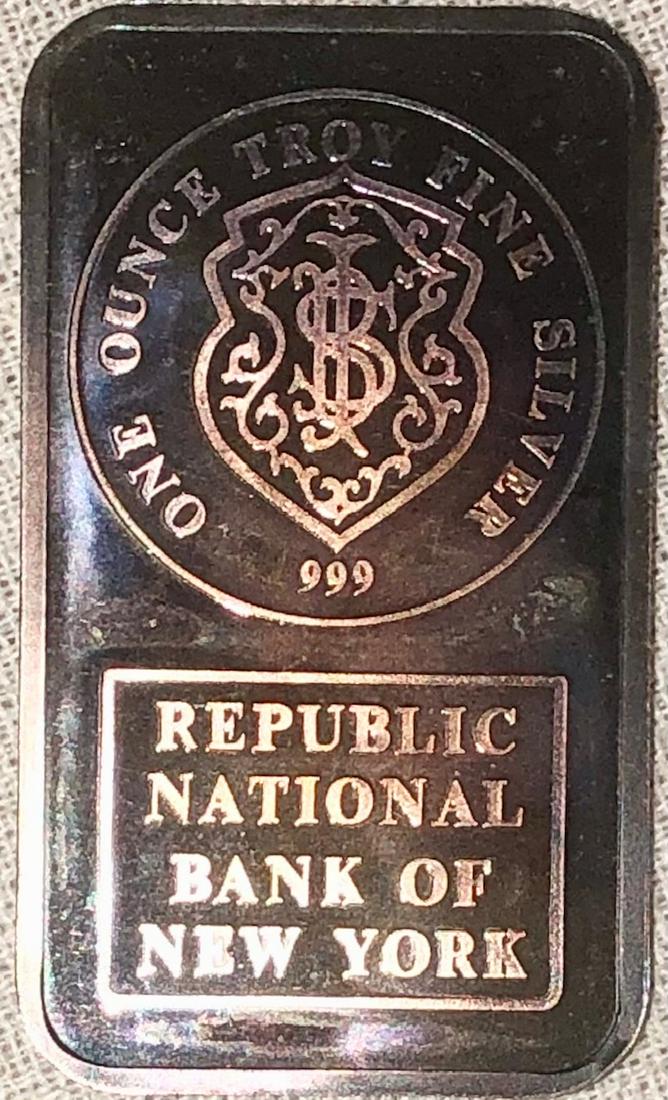 ONE OUNCE TROY FINE SILVER
999
REPUBLIC
NATIONAL
BANK OF
NEW YORK